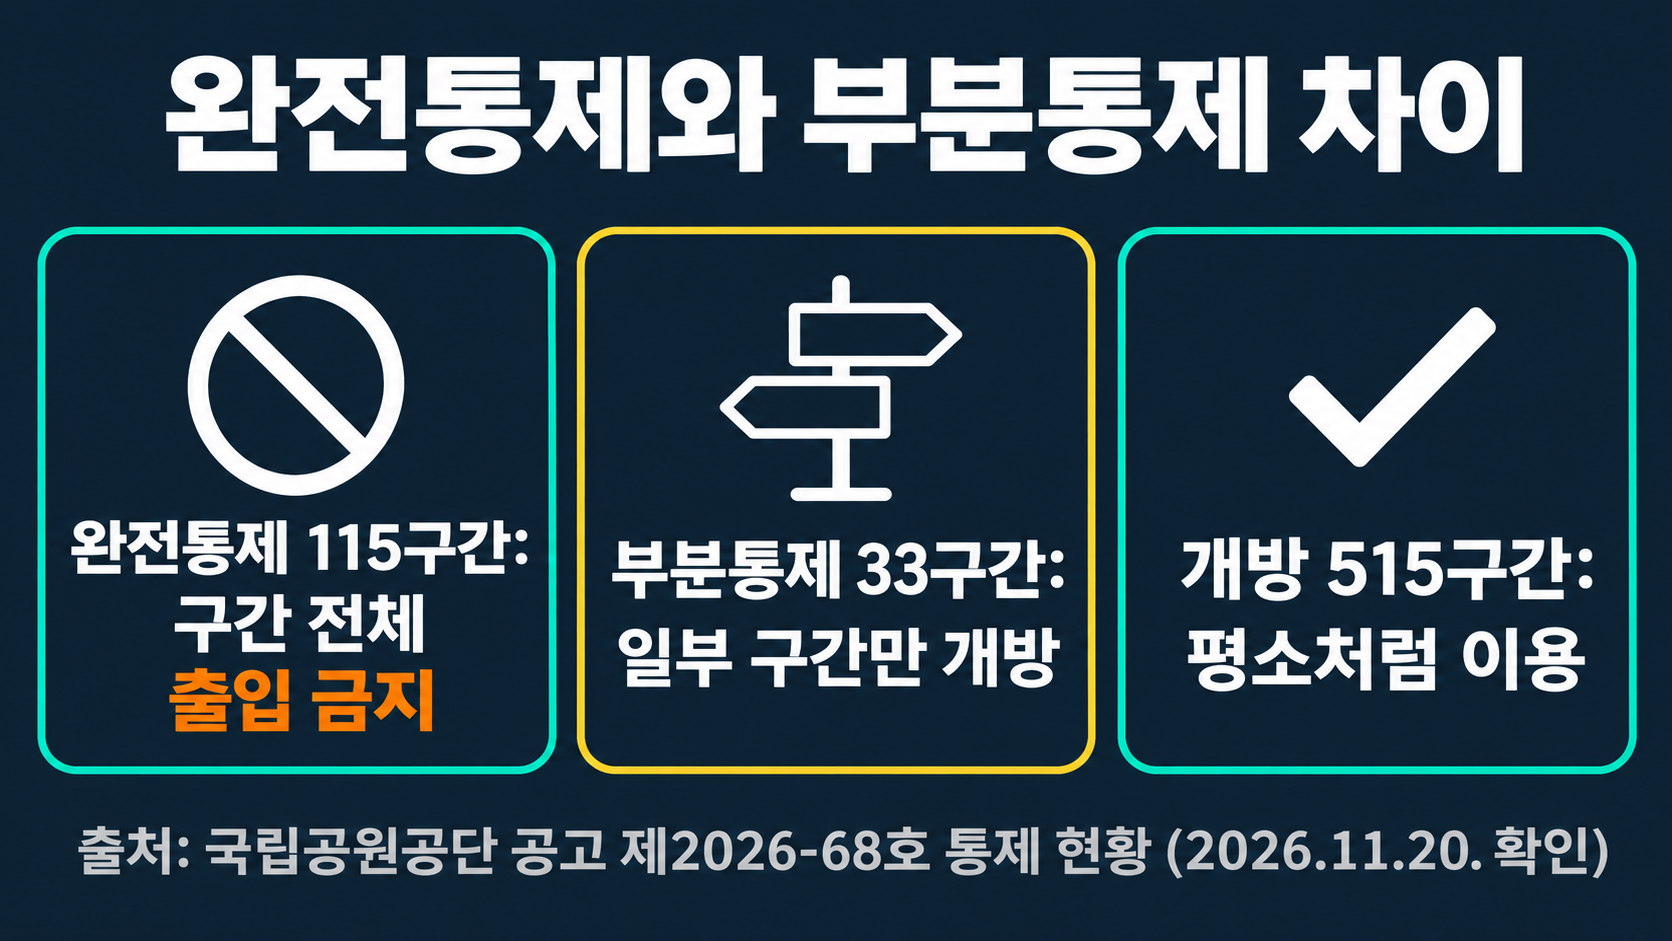 완전통제와 부분통제 차이
완전통제 115구간:
구간 전체
출입 금지
부분통제 33구간:
일부 구간만 개방
개방 515구간:
평소처럼 이용
출처: 국립공원공단 공고 제2026-68호 통제 현황 (2026.11.20. 확인)